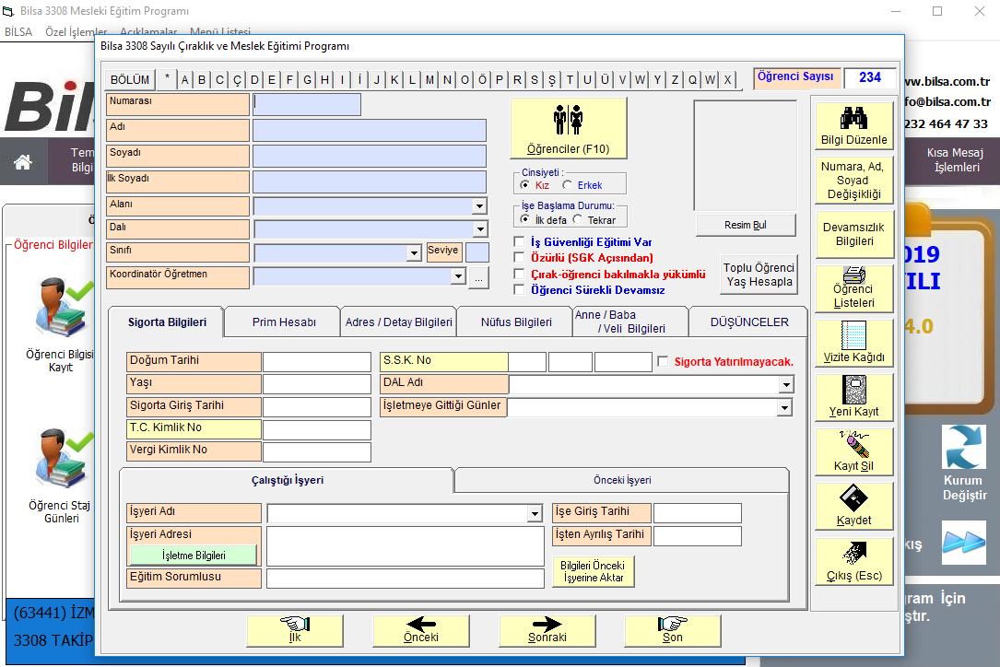 Bilsa 3308 Mesleki Eğitim Programı
BİLSA Özel İşlemler Açıklamalar Menü Listesi
Bilsa 3308 Sayılı Çıraklık ve Meslek Eğitimi Programı
BÖLÜM * A B C Ç D E F G H I İ J K L M N O Ö P R S Ş T U Ü V W Y Z Q W X
Öğrenci Sayısı 234
Numarası
Adı
Soyadı
İlk Soyadı
Alanı
Dalı
Sınıfı
Seviye
Koordinatör Öğretmen
...
Öğrenciler (F10)
Cinsiyeti :
Kız Erkek
İşe Başlama Durumu:
İlk defa Tekrar
İş Güvenliği Eğitimi Var
Özürlü (SGK Açısından)
Çırak-öğrenci bakılmakla yükümlü
Öğrenci Sürekli Devamsız
Resim Bul
Toplu Öğrenci
Yaş Hesapla
Sigorta Bilgileri
Prim Hesabı
Adres / Detay Bilgileri
Nüfus Bilgileri
Anne / Baba
/ Veli Bilgileri
DÜŞÜNCELER
Doğum Tarihi
Yaşı
Sigorta Giriş Tarihi
T.C. Kimlik No
Vergi Kimlik No
S.S.K. No
Sigorta Yatırılmayacak.
DAL Adı
İşletmeye Gittiği Günler
Çalıştığı İşyeri
Önceki İşyeri
İşyeri Adı
İşyeri Adresi
İşletme Bilgileri
Eğitim Sorumlusu
İşe Giriş Tarihi
İşten Ayrılış Tarihi
Bilgileri Önceki
İşyerine Aktar
İlk
Önceki
Sonraki
Son
Bilgi Düzenle
Numara, Ad,
Soyad
Değişikliği
Devamsızlık
Bilgileri
Öğrenci
Listeleri
Vizite Kağıdı
Yeni Kayıt
Kayıt Sil
Kaydet
Çıkış (Esc)
Bil
Tem
Bilgi
Ö
Öğrenci Bilgiler
Öğrenci Bilgisi
Kayıt
Öğrenci Staj
Günleri
(63441) İZM
3308 TAKİP
ww.bilsa.com.tr
fo@bilsa.com.tr
232 464 47 33
Kısa Mesaj
İşlemleri
019
YILI
4.0
Kurum
Değiştir
kış
gram İçin
ştır.